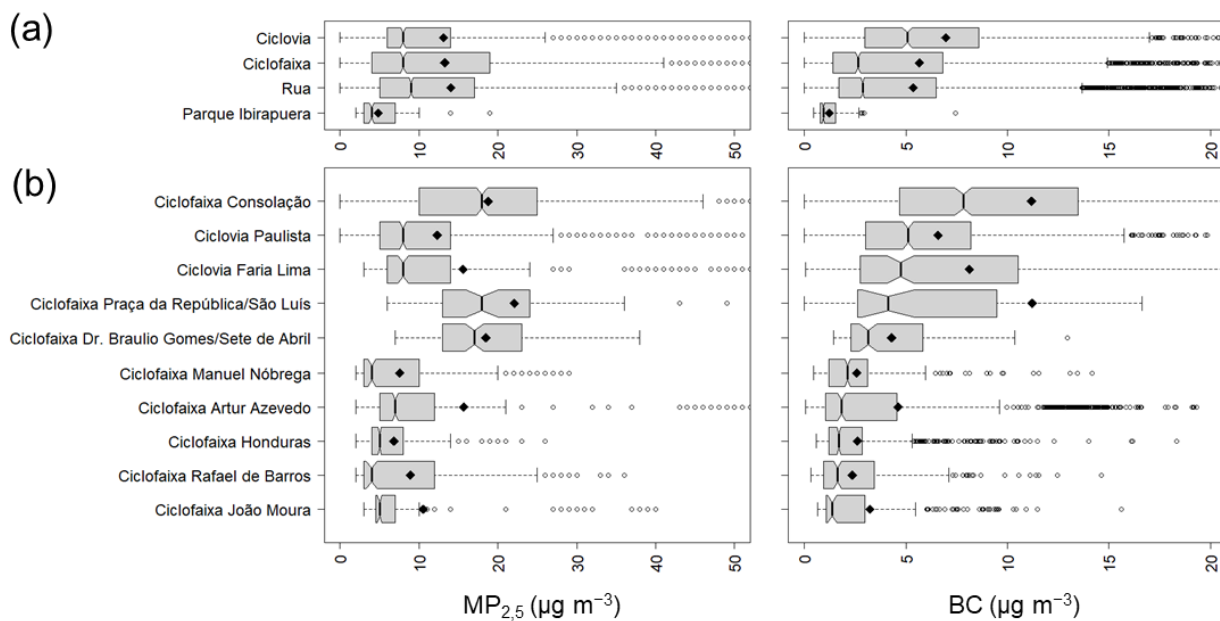 (a)
Ciclovia
Ciclofaixa
Rua
Parque Ibirapuera
0 10 20 30 40 50
0 5 10 15 20
(b)
Ciclofaixa Consolação
Ciclovia Paulista
Ciclovia Faria Lima
Ciclofaixa Praça da República/São Luís
Ciclofaixa Dr. Braulio Gomes/Sete de Abril
Ciclofaixa Manuel Nóbrega
Ciclofaixa Artur Azevedo
Ciclofaixa Honduras
Ciclofaixa Rafael de Barros
Ciclofaixa João Moura
0 10 20 30 40 50
0 5 10 15 20
MP₂,₅ (µg m⁻³)
BC (µg m⁻³)